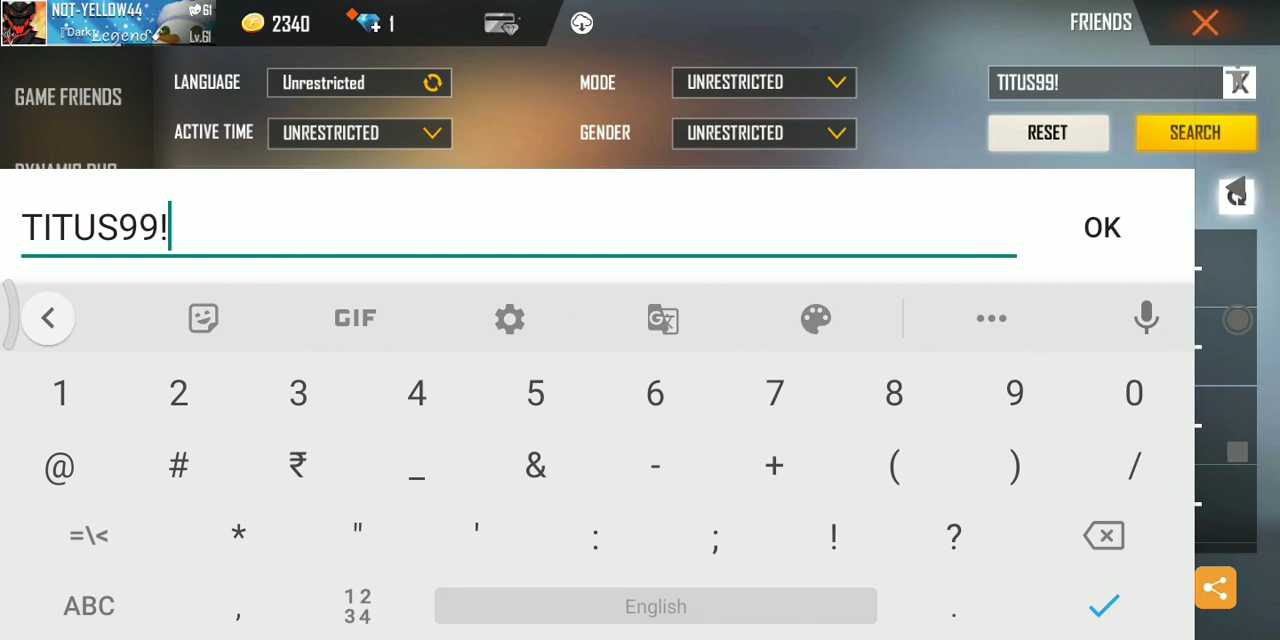 NOT-YELLOW44
61
Dark Legend
Lv.61
2340
1
FRIENDS
GAME FRIENDS
LANGUAGE
Unrestricted
MODE
UNRESTRICTED
TITUS99!
ACTIVE TIME
UNRESTRICTED
GENDER
UNRESTRICTED
RESET
SEARCH
TITUS99!
OK
GIF
1 2 3 4 5 6 7 8 9 0
@ # ₹ _ & - + ( ) /
=\< * " ' : ; ! ?
ABC , 12 34 English .